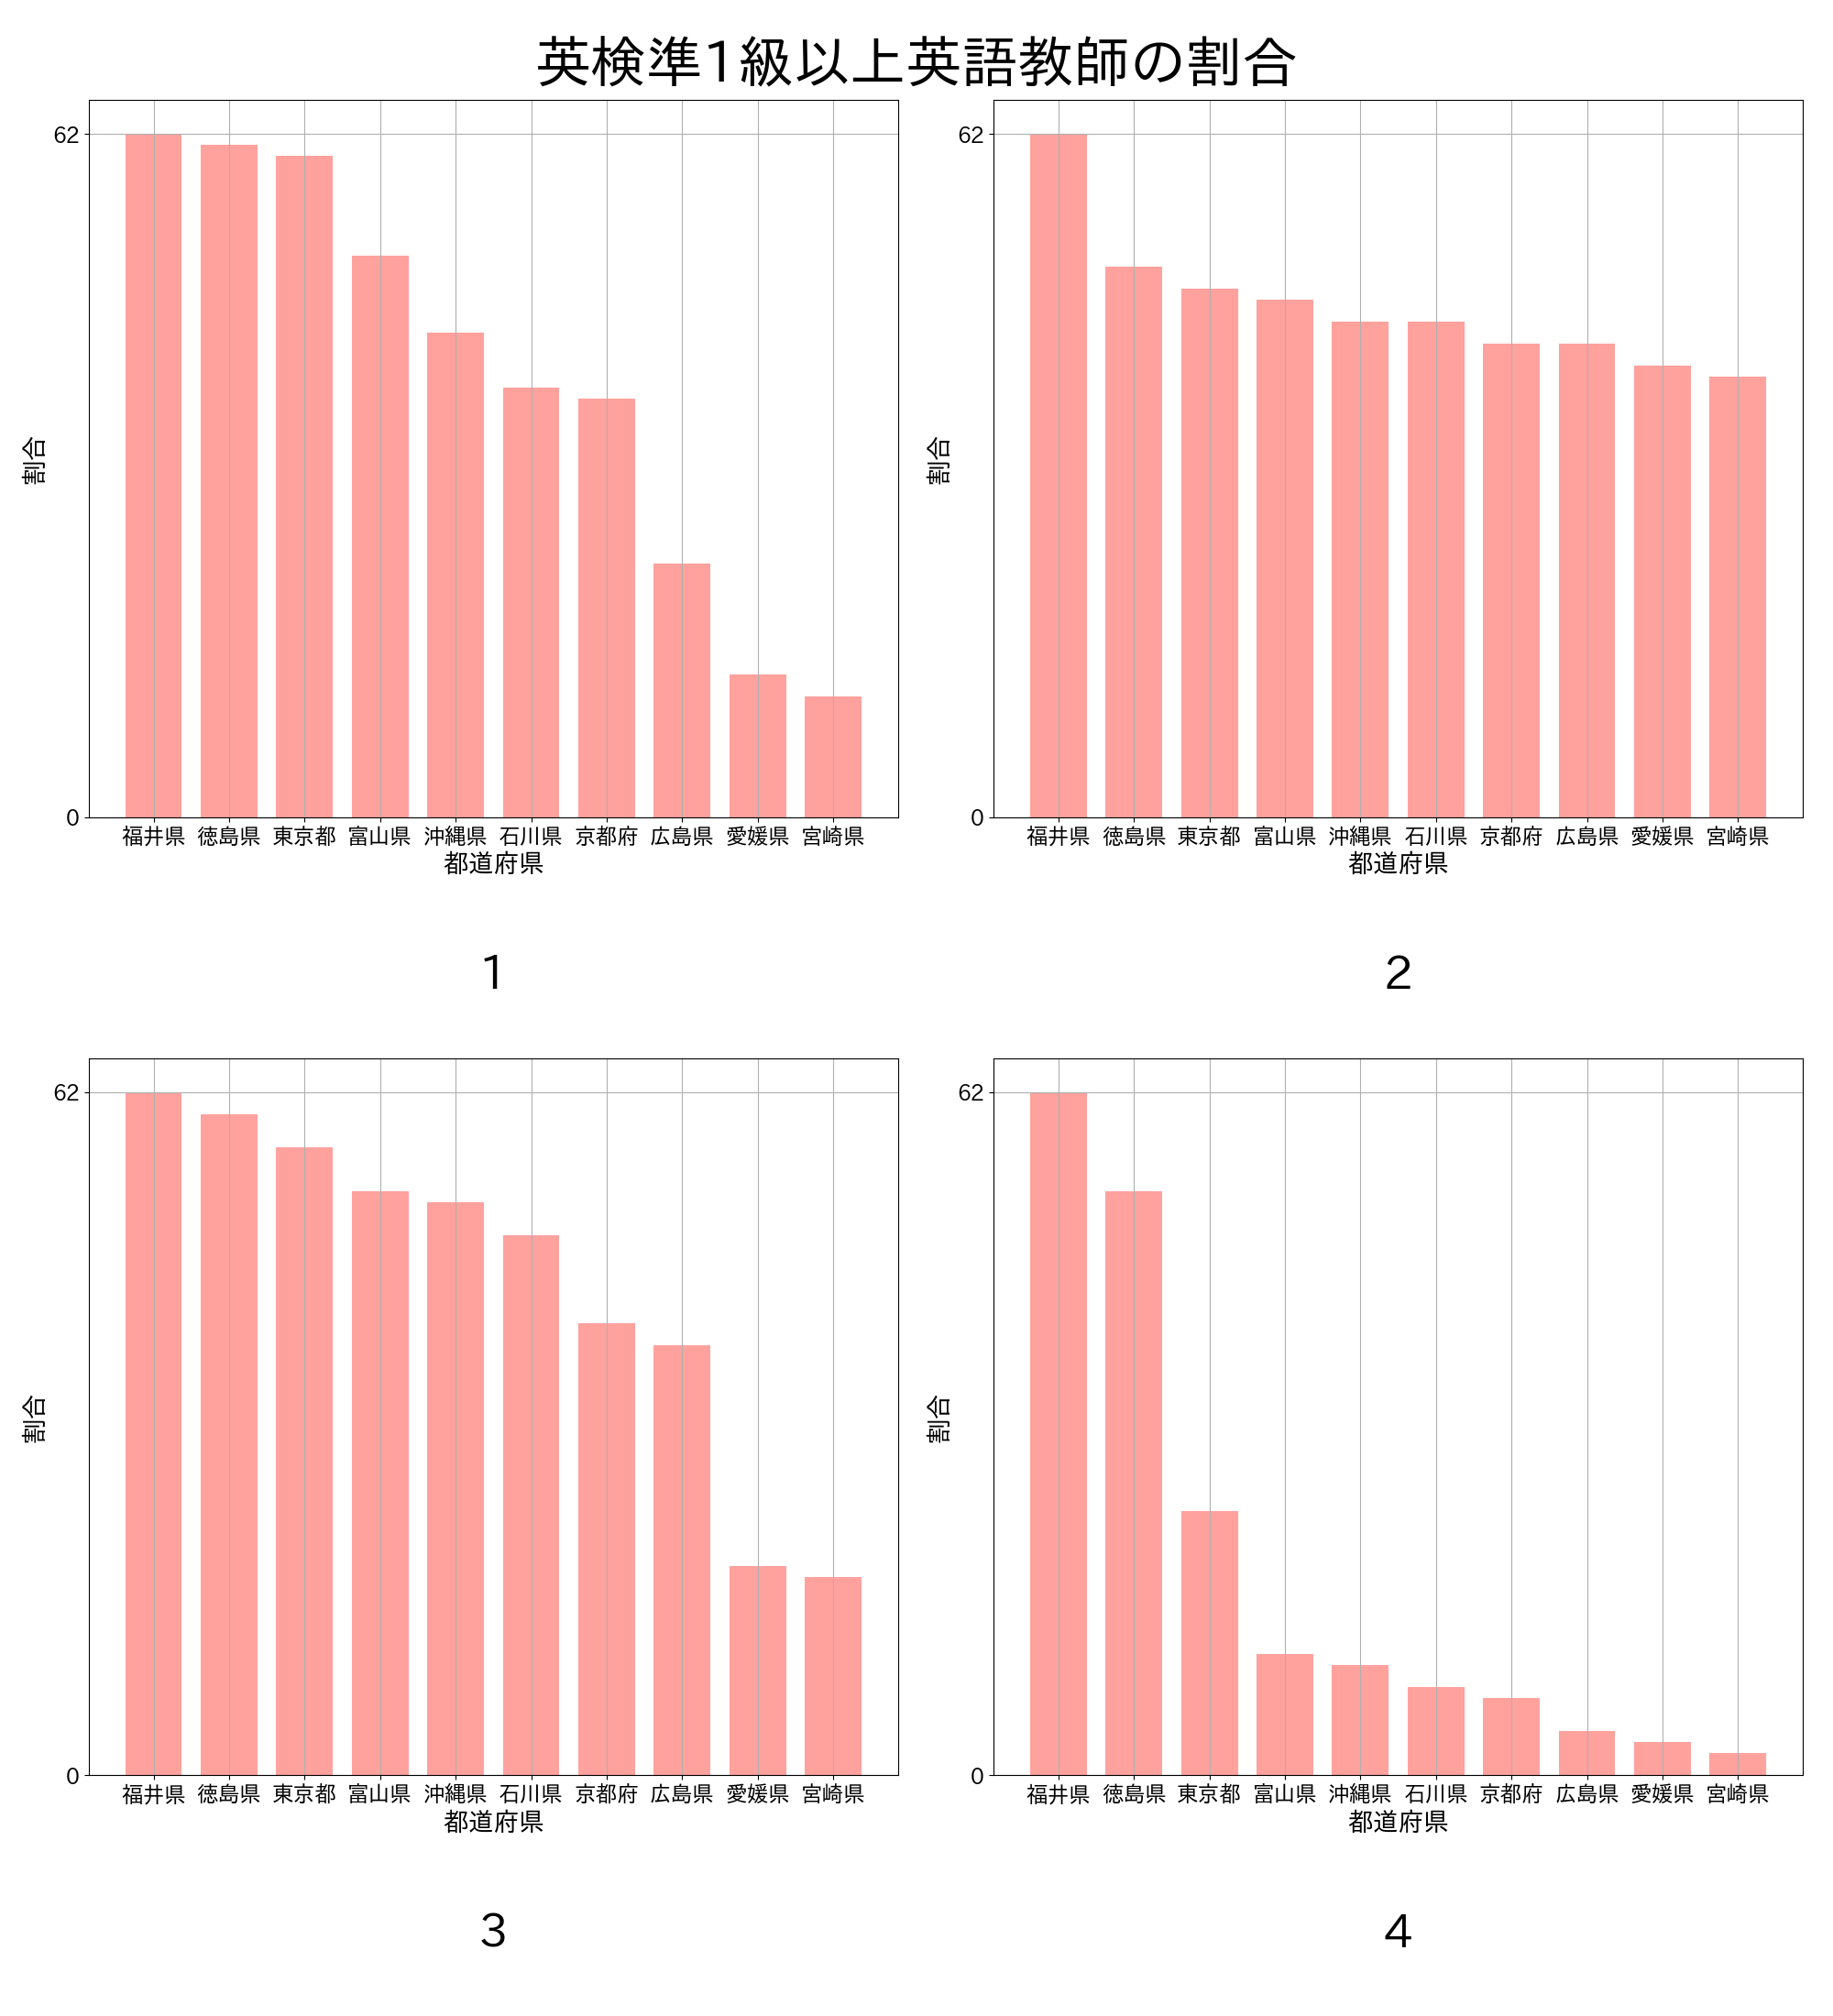 英検準1級以上英語教師の割合
62
0
割合
福井県 徳島県 東京都 富山県 沖縄県 石川県 京都府 広島県 愛媛県 宮崎県
都道府県
1
62
0
割合
福井県 徳島県 東京都 富山県 沖縄県 石川県 京都府 広島県 愛媛県 宮崎県
都道府県
2
62
0
割合
福井県 徳島県 東京都 富山県 沖縄県 石川県 京都府 広島県 愛媛県 宮崎県
都道府県
3
62
0
割合
福井県 徳島県 東京都 富山県 沖縄県 石川県 京都府 広島県 愛媛県 宮崎県
都道府県
4